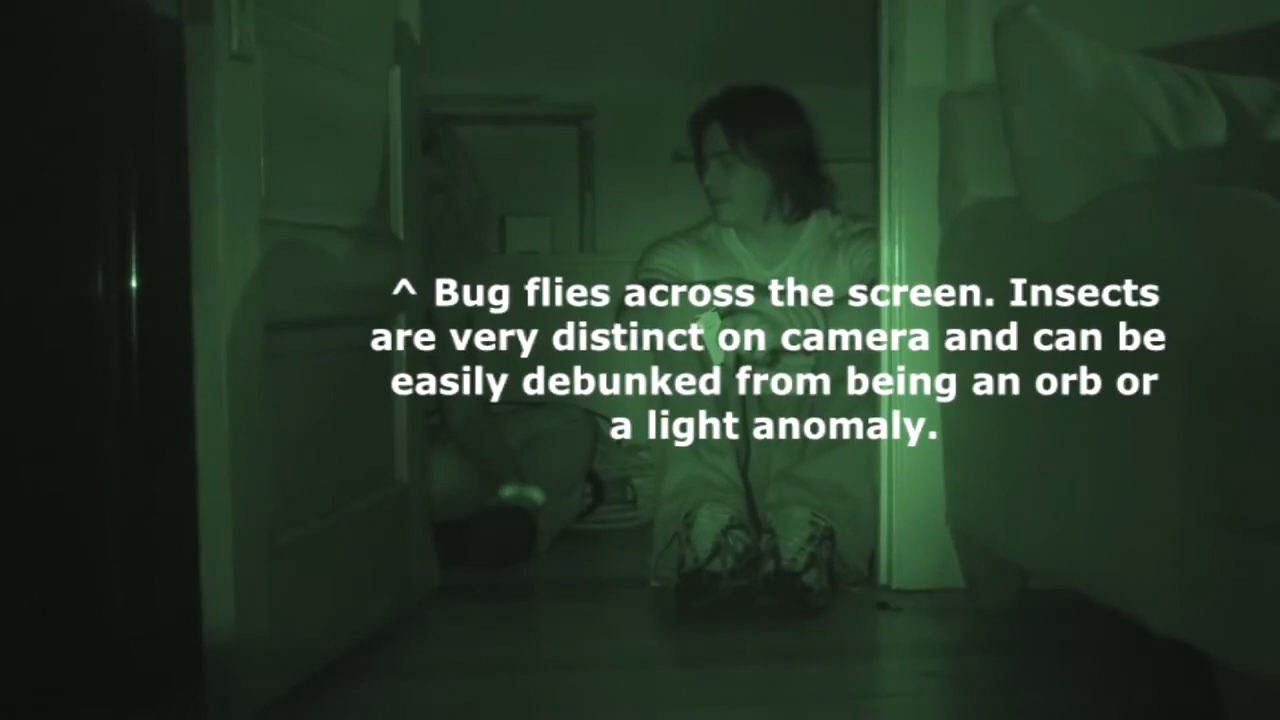 ^ Bug flies across the screen. Insects
are very distinct on camera and can be
easily debunked from being an orb or
a light anomaly.